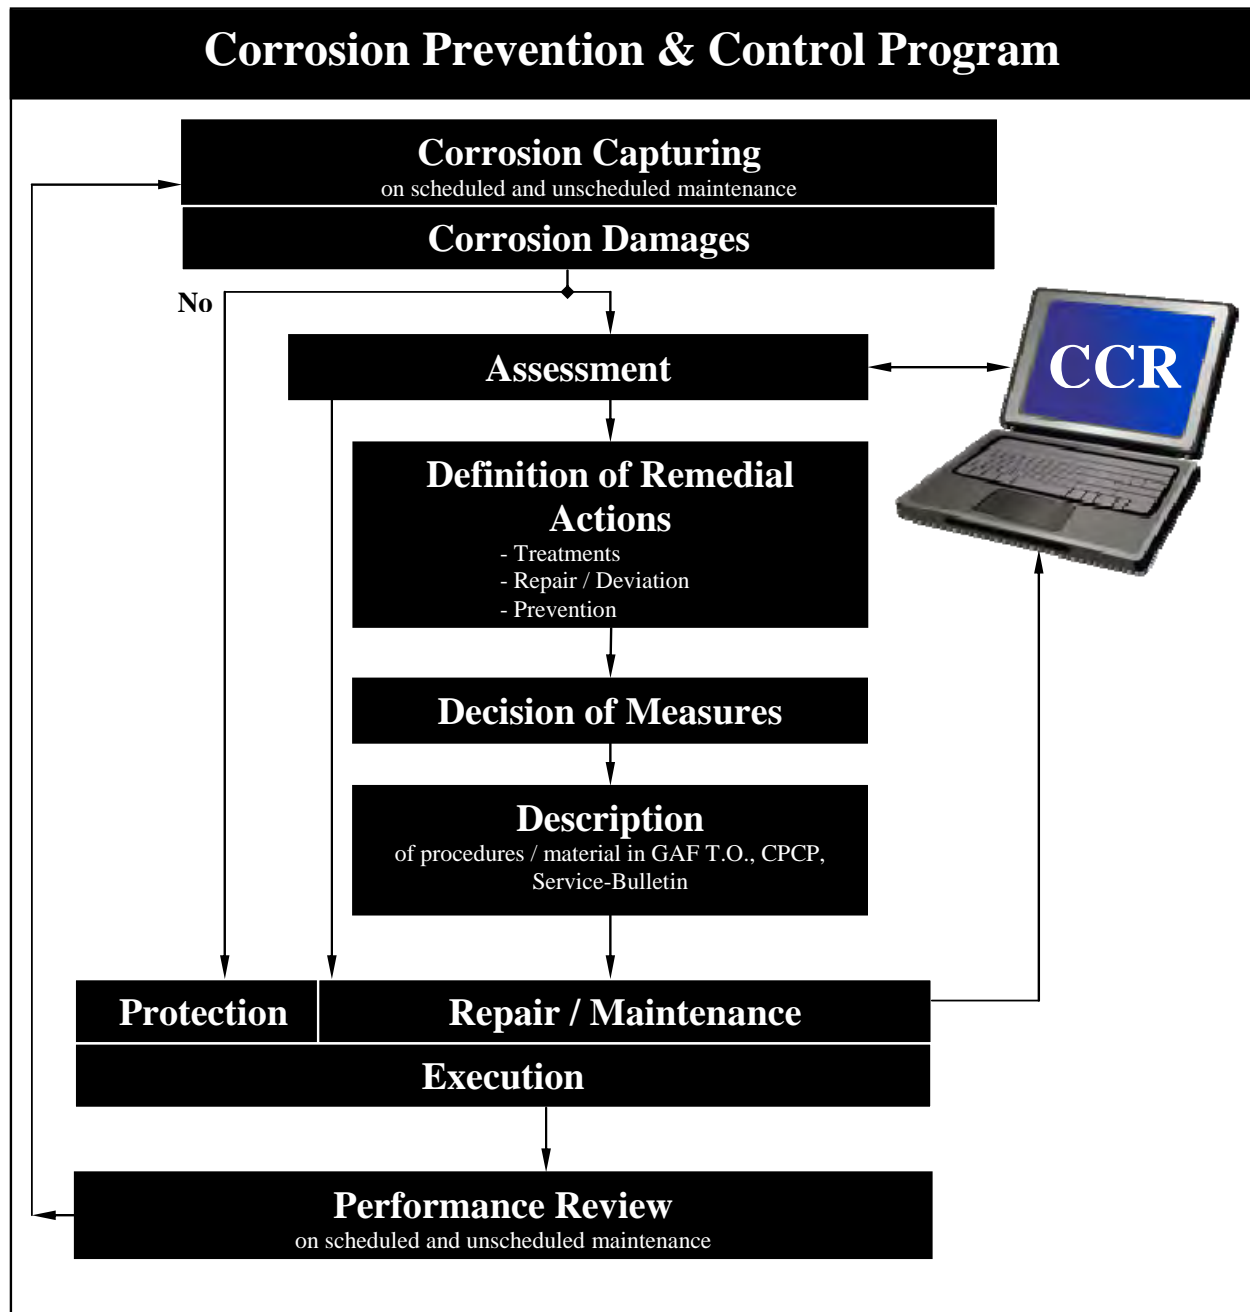 Corrosion Prevention & Control Program
Corrosion Capturing
on scheduled and unscheduled maintenance
Corrosion Damages
No
Assessment
CCR
Definition of Remedial
Actions
- Treatments
- Repair / Deviation
- Prevention
Decision of Measures
Description
of procedures / material in GAF T.O., CPCP,
Service-Bulletin
Protection
Repair / Maintenance
Execution
Performance Review
on scheduled and unscheduled maintenance